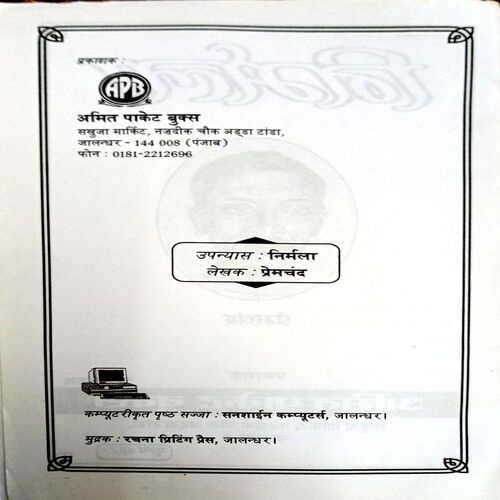 प्रकाशक :
APB
अमित पाकेट बुक्स
सखुजा मार्किट, नजदीक चौक अड्डा टांडा,
जालन्धर - 144 008 (पंजाब)
फोन : 0181-2212696
उपन्यास : निर्मला
लेखक : प्रेमचंद
कम्प्यूटरीकृत पृष्ठ सज्जा : सनशाईन कम्प्यूटर्स, जालन्धर।
मुद्रक : रचना प्रिटिंग प्रैस, जालन्धर।